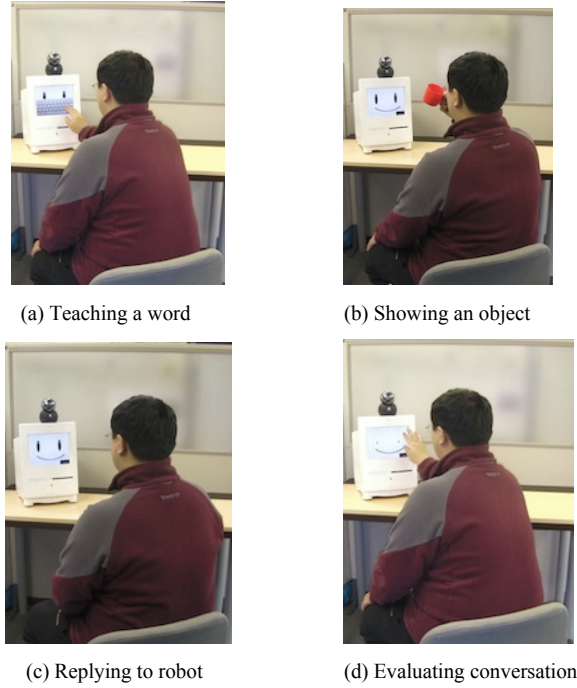 (a) Teaching a word
(b) Showing an object
(c) Replying to robot
(d) Evaluating conversation